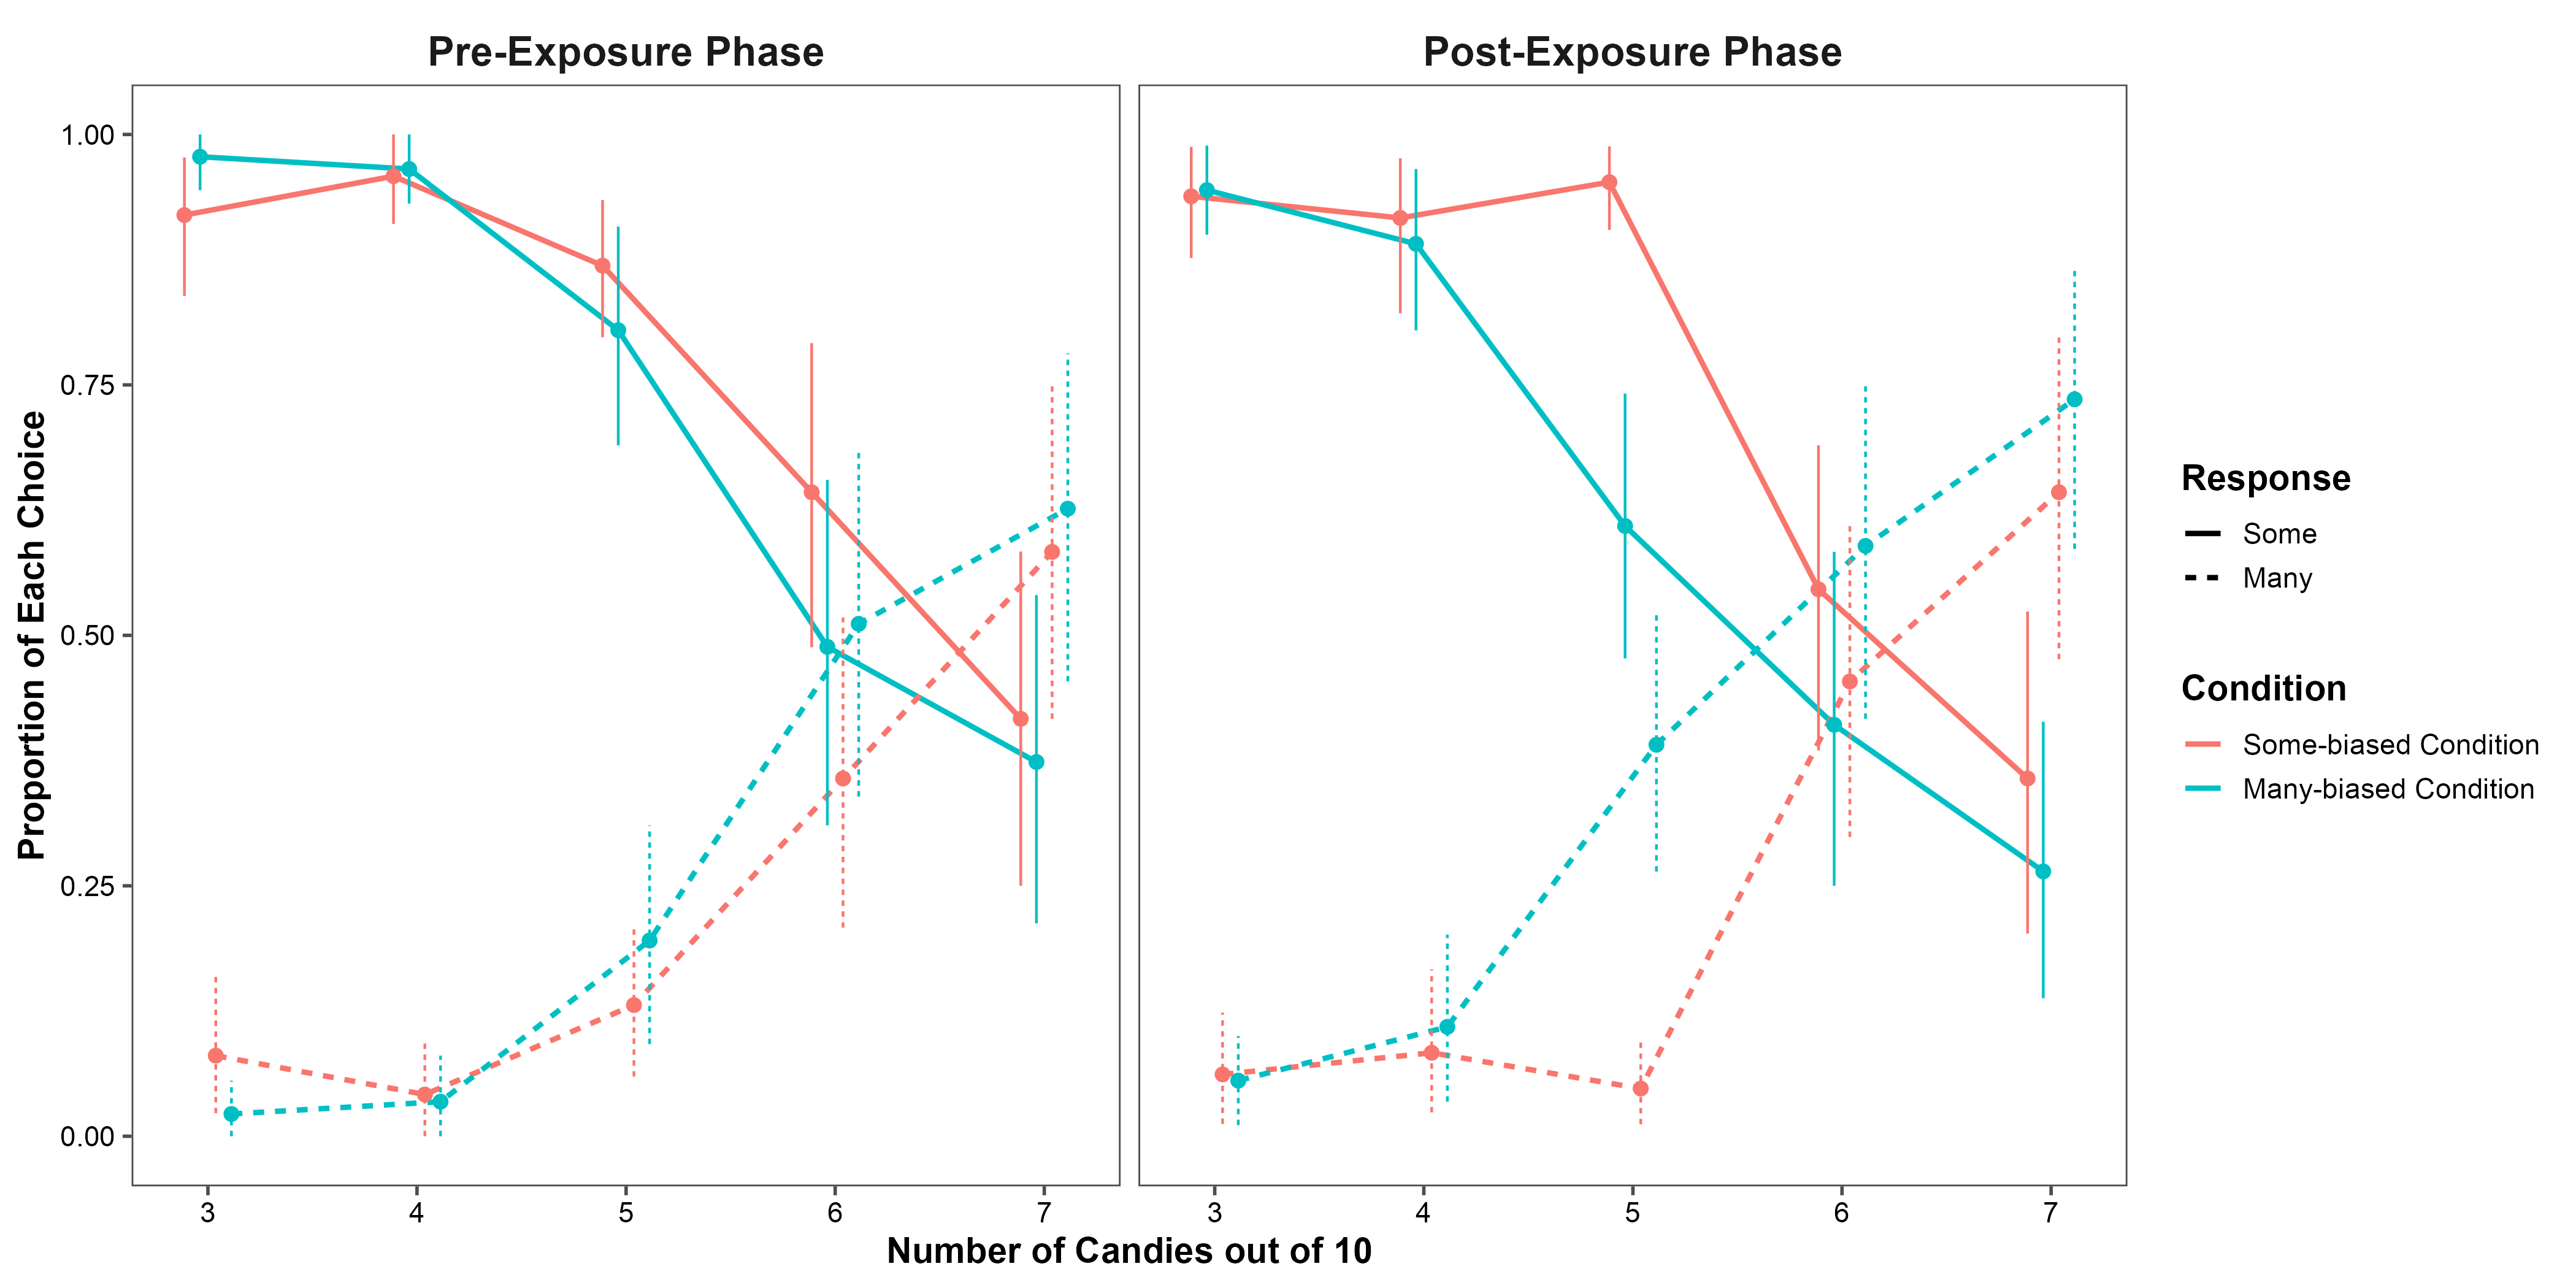 Pre-Exposure Phase
Post-Exposure Phase
Proportion of Each Choice
1.00
0.75
0.50
0.25
0.00
3 4 5 6 7
3 4 5 6 7
Number of Candies out of 10
Response
Some
Many
Condition
Some-biased Condition
Many-biased Condition